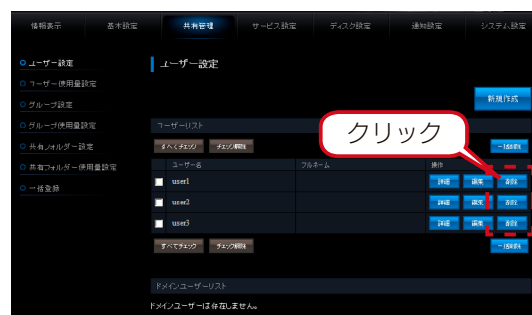 情報表示 基本設定 共有管理 サービス設定 ディスク設定 通知設定 システム設定
ユーザー設定
ユーザー使用量設定
グループ設定
グループ使用量設定
共有フォルダー設定
共有フォルダー使用量設定
一括登録
ユーザー設定
新規作成
ユーザーリスト
クリック
すべてチェック チェック解除 一括削除
ユーザー名 フルネーム 操作
user1 詳細 編集 削除
user2 詳細 編集 削除
user3 詳細 編集 削除
すべてチェック チェック解除 一括削除
ドメインユーザーリスト
ドメインユーザーは存在しません。